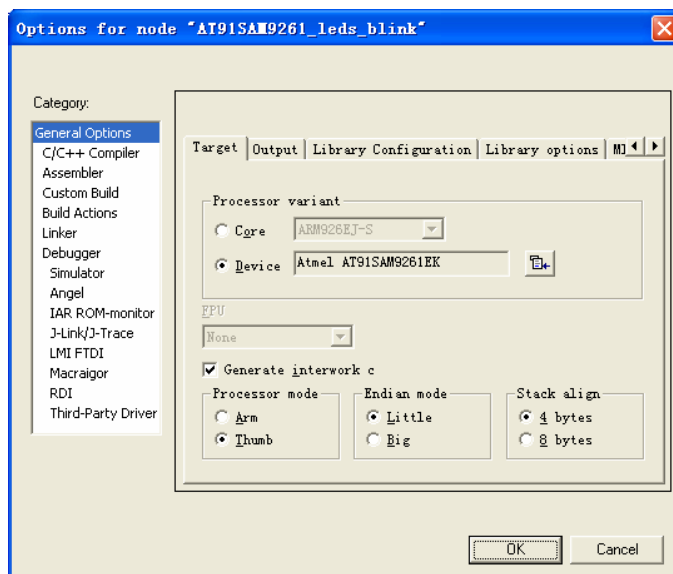 Options for node "AT91SAM9261_leds_blink"
Category:
General Options
C/C++ Compiler
Assembler
Custom Build
Build Actions
Linker
Debugger
Simulator
Angel
IAR ROM-monitor
J-Link/J-Trace
LMI FTDI
Macraigor
RDI
Third-Party Driver
Target Output Library Configuration Library options
Processor variant
Core ARM926EJ-S
Device Atmel AT91SAM9261EK
FPU
None
Generate interwork c
Processor mode Endian mode Stack align
Arm Little 4 bytes
Thumb Big 8 bytes
OK Cancel